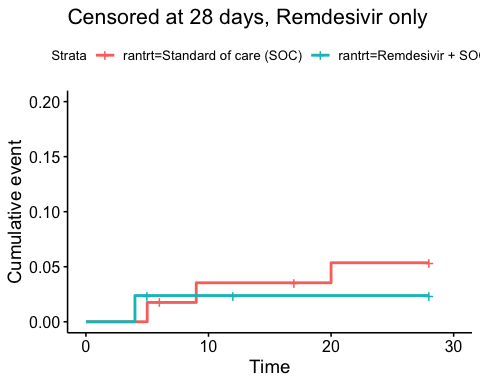 Censored at 28 days, Remdesivir only
Strata rantrt=Standard of care (SOC) rantrt=Remdesivir + SO
0.20
0.15
0.10
0.05
0.00
Cumulative event
0 10 20 30
Time